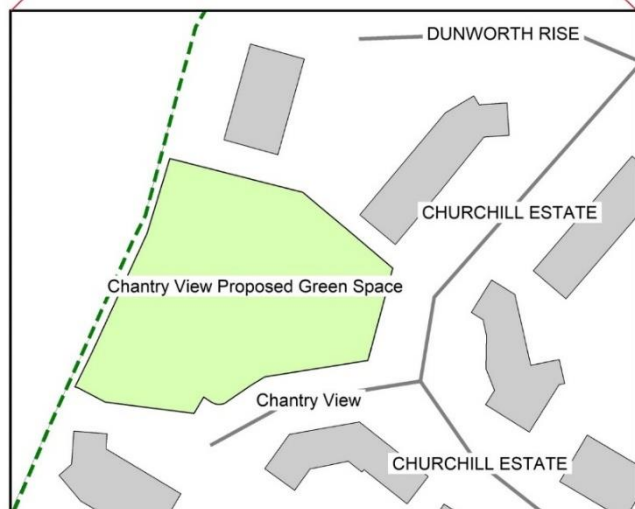 DUNWORTH RISE
CHURCHILL ESTATE
Chantry View Proposed Green Space
Chantry View
CHURCHILL ESTATE